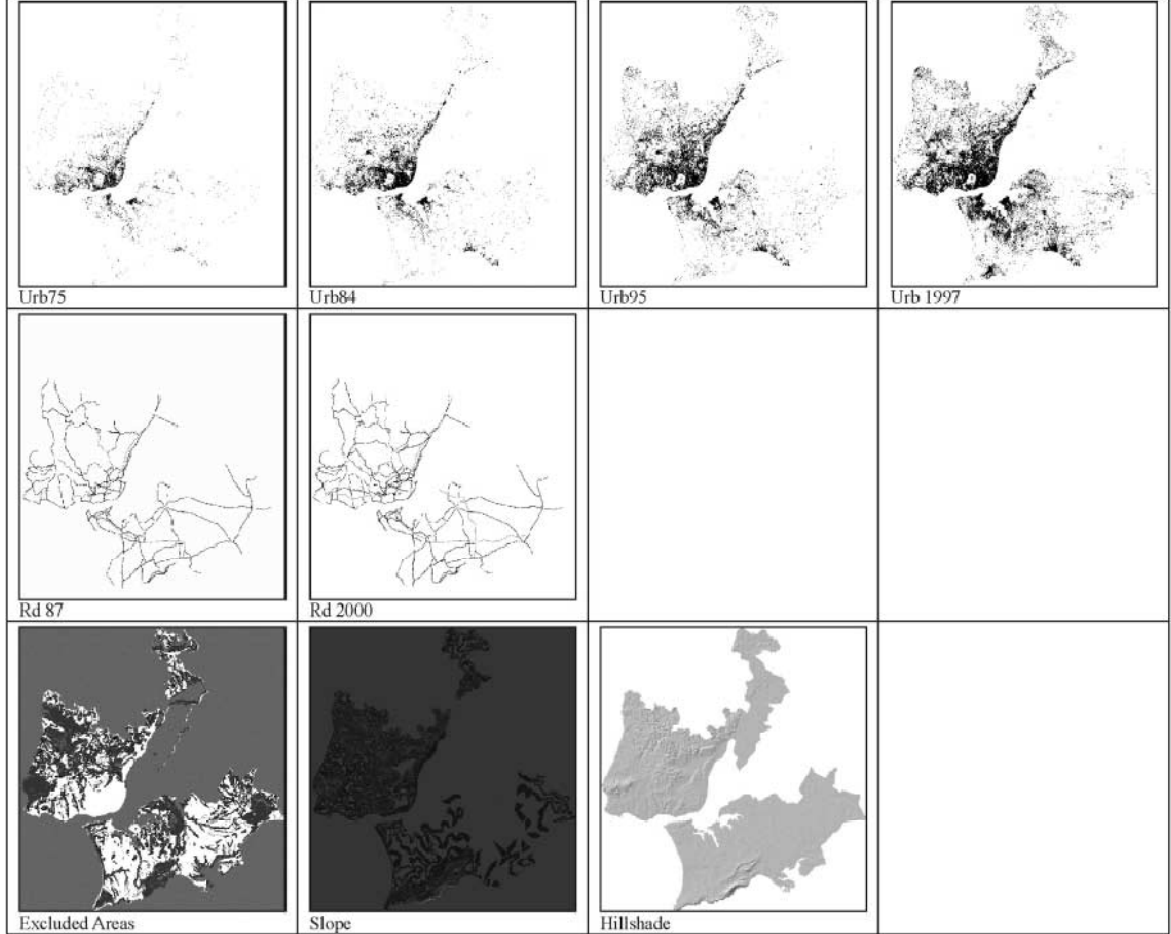 Urb75
Urb84
Urb95
Urb 1997
Rd 87
Rd 2000
Excluded Areas
Slope
Hillshade